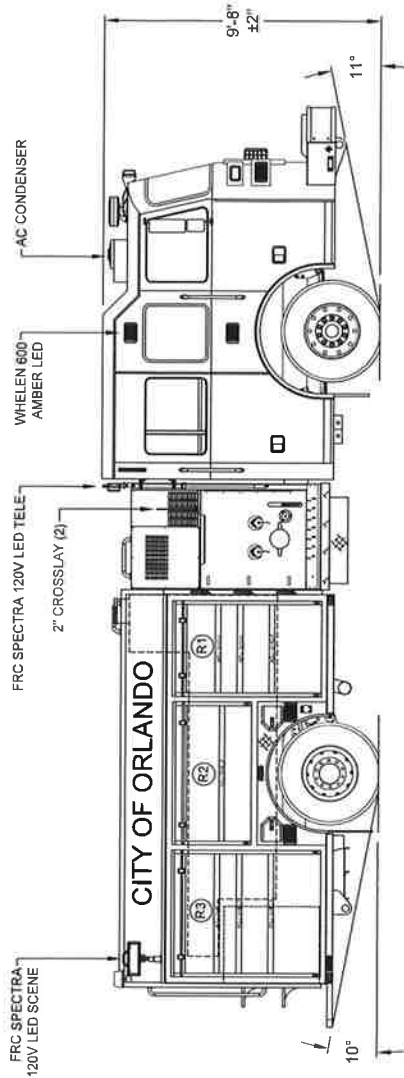 FRC SPECTRA
120V LED SCENE
FRC SPECTRA 120V LED TELE
2" CROSSLAY (2)
WHELEN 600
AMBER LED
AC CONDENSER
CITY OF ORLANDO
R3
R2
R1
9'-8"
±2"
10°
11°